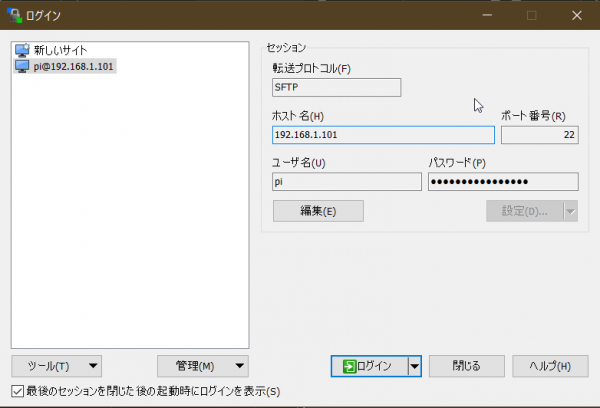 ログイン
新しいサイト
pi@192.168.1.101
セッション
転送プロトコル(F)
SFTP
ホスト名(H)
ポート番号(R)
192.168.1.101
22
ユーザ名(U)
パスワード(P)
pi
●●●●●●●●●●●●●●●●
編集(E)
設定(D)...
ツール(T)
管理(M)
ログイン
閉じる
ヘルプ(H)
最後のセッションを閉じた後の起動時にログインを表示(S)